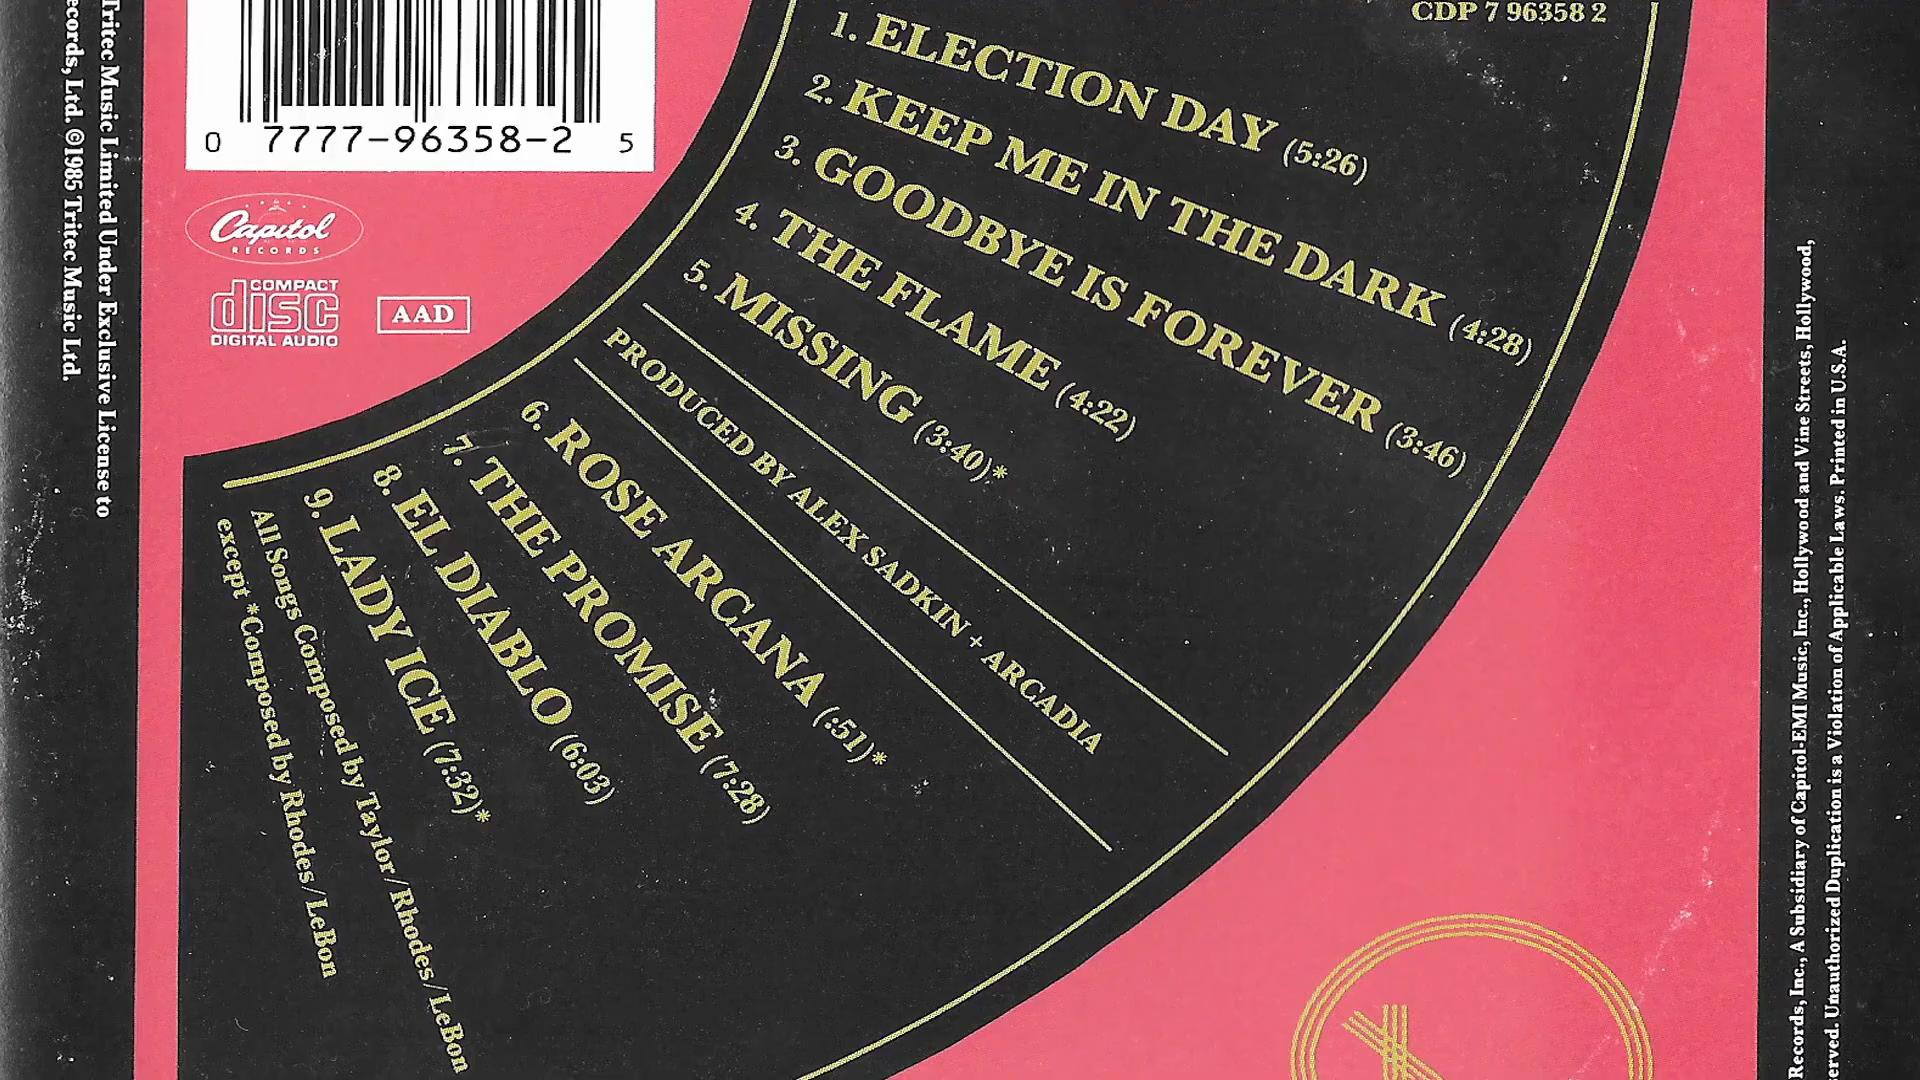 Tritec Music Limited Under Exclusive License to
ecords, Ltd. ©1985 Tritec Music Ltd.
0 7777-96358-2 5
Capitol
RECORDS
COMPACT
disc
DIGITAL AUDIO
AAD
CDP 7 96358 2
1. ELECTION DAY (5:26)
2. KEEP ME IN THE DARK (4:28)
3. GOODBYE IS FOREVER (3:46)
4. THE FLAME (4:22)
5. MISSING (3:40)*
PRODUCED BY ALEX SADKIN + ARCADIA
6. ROSE ARCANA (:51)*
7. THE PROMISE (7:28)
8. EL DIABLO (6:03)
9. LADY ICE (7:32)*
All Songs Composed by Taylor/Rhodes/LeBon
except *Composed by Rhodes/LeBon
Records, Inc., A Subsidiary of Capitol-EMI Music, Inc., Hollywood and Vine Streets, Hollywood,
erved. Unauthorized Duplication is a Violation of Applicable Laws. Printed in U.S.A.